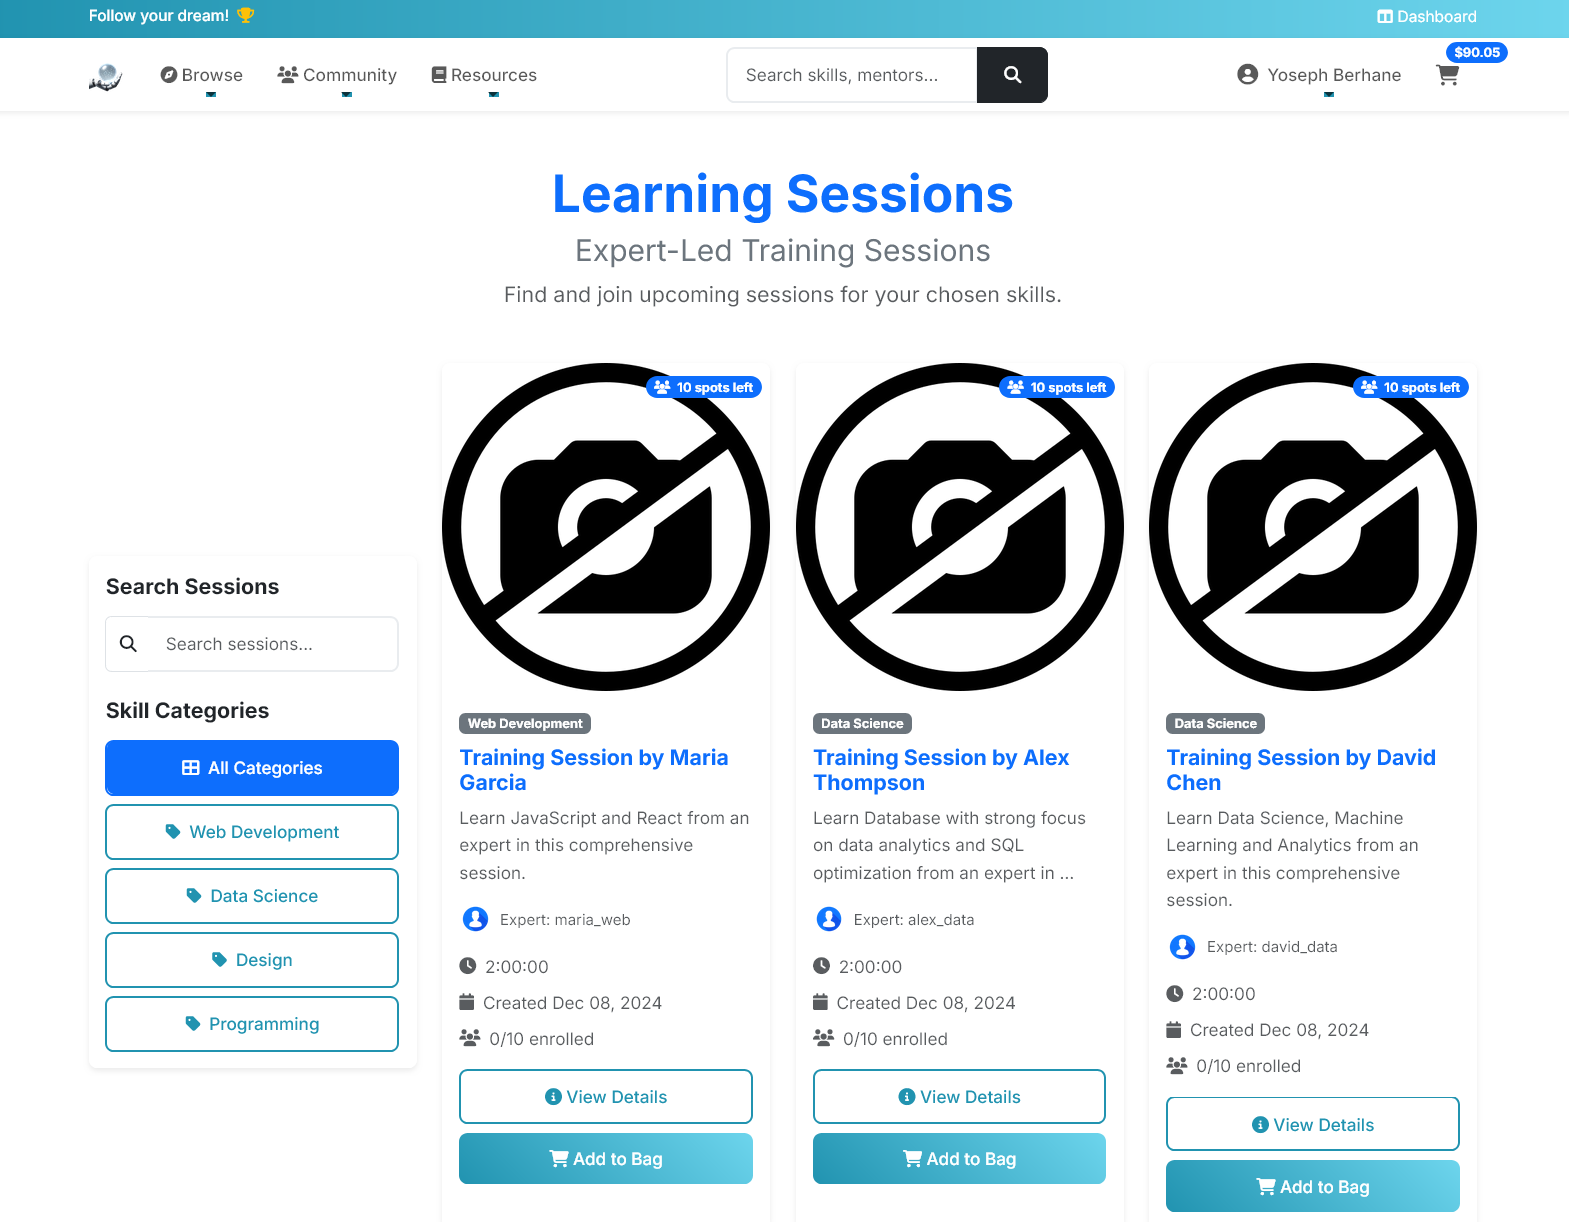 Follow your dream! 🏆
Dashboard
Browse
Community
Resources
Search skills, mentors...
Yoseph Berhane
$90.05
Learning Sessions
Expert-Led Training Sessions
Find and join upcoming sessions for your chosen skills.
Search Sessions
Search sessions...
Skill Categories
All Categories
Web Development
Data Science
Design
Programming
10 spots left
Web Development
Training Session by Maria
Garcia
Learn JavaScript and React from an
expert in this comprehensive
session.
Expert: maria_web
2:00:00
Created Dec 08, 2024
0/10 enrolled
View Details
Add to Bag
10 spots left
Data Science
Training Session by Alex
Thompson
Learn Database with strong focus
on data analytics and SQL
optimization from an expert in ...
Expert: alex_data
2:00:00
Created Dec 08, 2024
0/10 enrolled
View Details
Add to Bag
10 spots left
Data Science
Training Session by David
Chen
Learn Data Science, Machine
Learning and Analytics from an
expert in this comprehensive
session.
Expert: david_data
2:00:00
Created Dec 08, 2024
0/10 enrolled
View Details
Add to Bag